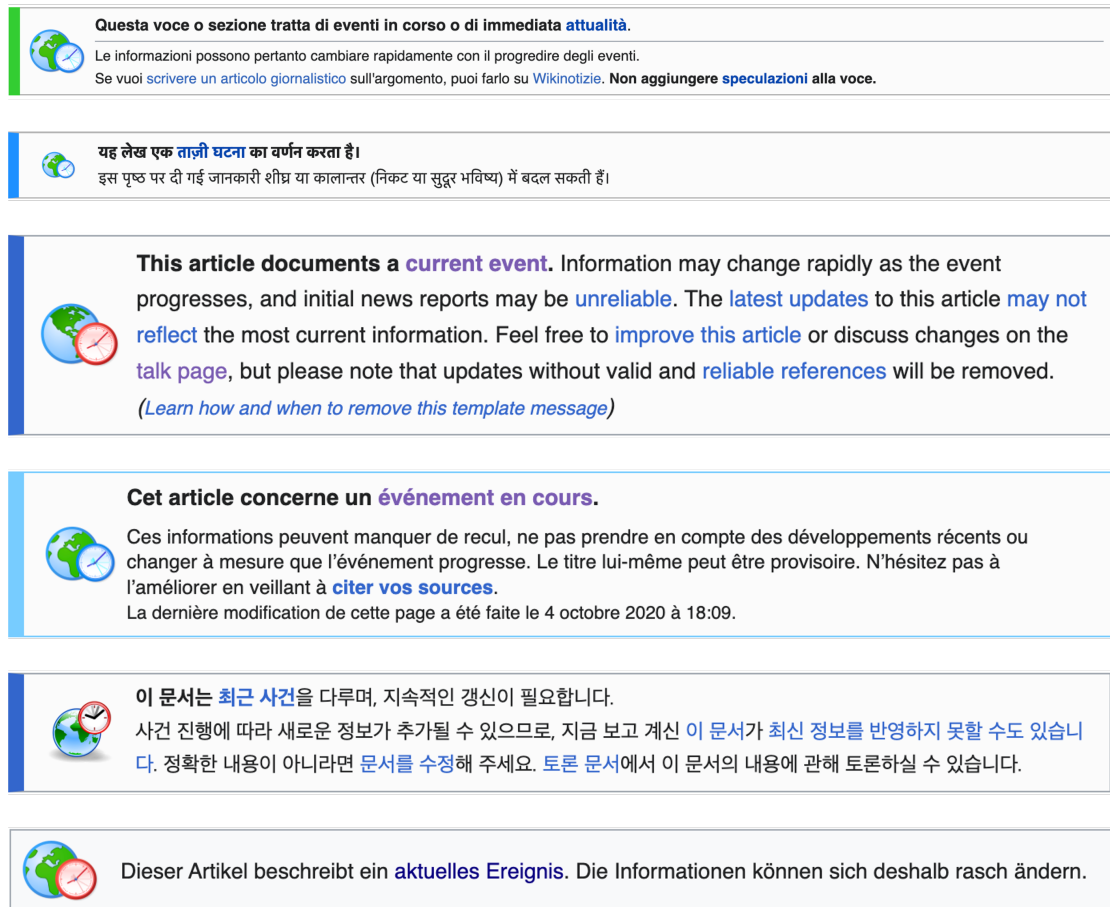 Questa voce o sezione tratta di eventi in corso o di immediata attualità.
Le informazioni possono pertanto cambiare rapidamente con il progredire degli eventi.
Se vuoi scrivere un articolo giornalistico sull'argomento, puoi farlo su Wikinotizie. Non aggiungere speculazioni alla voce.
यह लेख एक ताज़ी घटना का वर्णन करता है।
इस पृष्ठ पर दी गई जानकारी शीघ्र या कालान्तर (निकट या सुदूर भविष्य) में बदल सकती हैं।
This article documents a current event. Information may change rapidly as the event
progresses, and initial news reports may be unreliable. The latest updates to this article may not
reflect the most current information. Feel free to improve this article or discuss changes on the
talk page, but please note that updates without valid and reliable references will be removed.
(Learn how and when to remove this template message)
Cet article concerne un événement en cours.
Ces informations peuvent manquer de recul, ne pas prendre en compte des développements récents ou
changer à mesure que l’événement progresse. Le titre lui-même peut être provisoire. N’hésitez pas à
l’améliorer en veillant à citer vos sources.
La dernière modification de cette page a été faite le 4 octobre 2020 à 18:09.
이 문서는 최근 사건을 다루며, 지속적인 갱신이 필요합니다.
사건 진행에 따라 새로운 정보가 추가될 수 있으므로, 지금 보고 계신 이 문서가 최신 정보를 반영하지 못할 수도 있습니
다. 정확한 내용이 아니라면 문서를 수정해 주세요. 토론 문서에서 이 문서의 내용에 관해 토론하실 수 있습니다.
Dieser Artikel beschreibt ein aktuelles Ereignis. Die Informationen können sich deshalb rasch ändern.